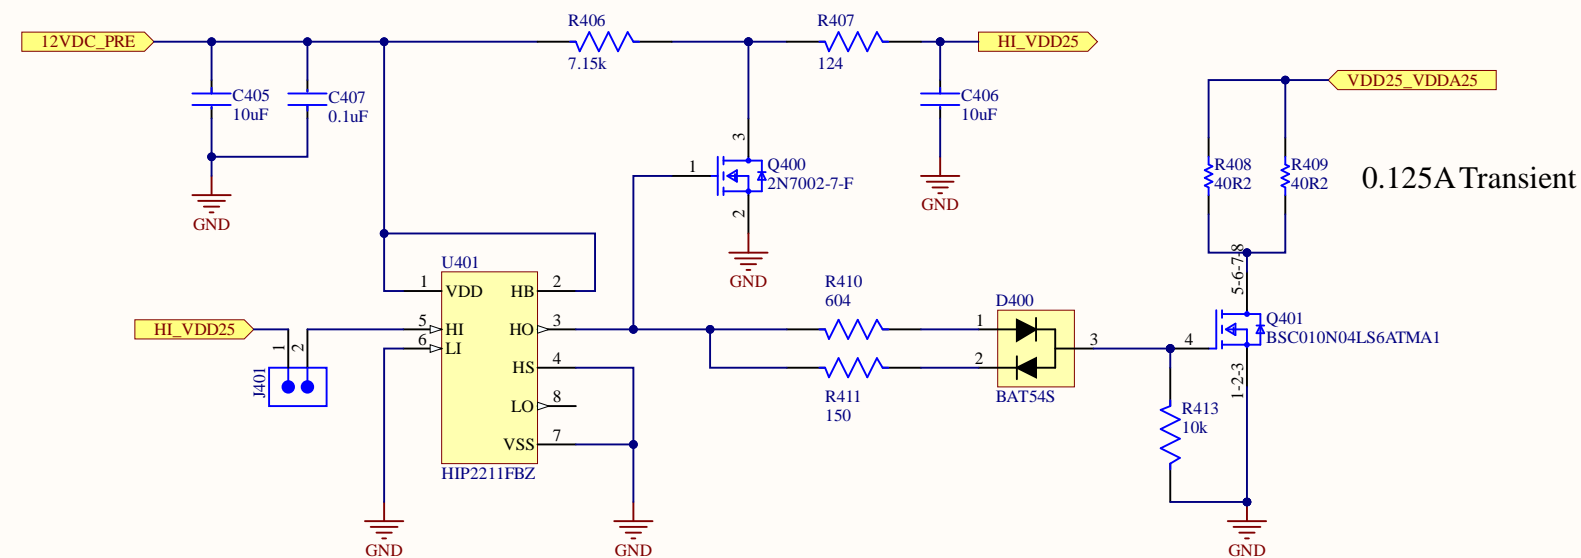 12VDC_PRE
R406
7.15k
R407
124
HI_VDD25
C405
10uF
C407
0.1uF
GND
C406
10uF
GND
3
1
Q400
2N7002-7-F
2
GND
VDD25_VDDA25
R408
40R2
R409
40R2
0.125A Transient
U401
1
VDD
HB
2
HI_VDD25
5
HI
6
LI
HO
3
HS
4
LO
8
VSS
7
HIP2211FBZ
1
2
J401
GND
GND
R410
604
R411
150
D400
1
2
3
BAT54S
5-6-7-8
4
Q401
BSC010N04LS6ATMA1
1-2-3
R413
10k
GND